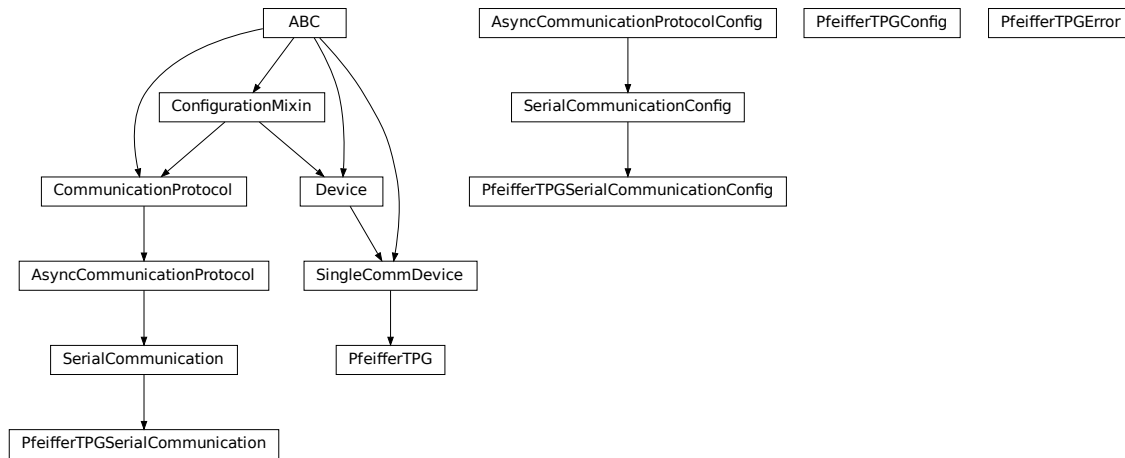 ABC
AsyncCommunicationProtocolConfig
PfeifferTPGConfig
PfeifferTPGError
ConfigurationMixin
SerialCommunicationConfig
CommunicationProtocol
Device
PfeifferTPGSerialCommunicationConfig
AsyncCommunicationProtocol
SingleCommDevice
SerialCommunication
PfeifferTPG
PfeifferTPGSerialCommunication